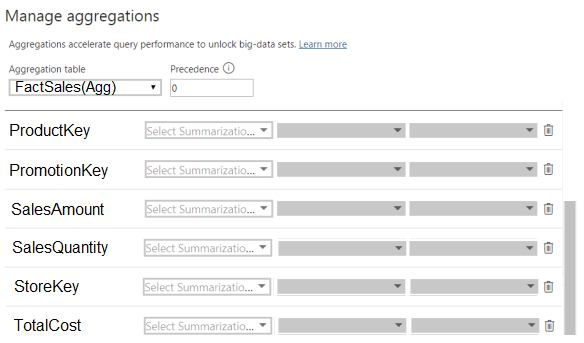 Manage aggregations
Aggregations accelerate query performance to unlock big-data sets. Learn more
Aggregation table Precedence
FactSales(Agg) 0
ProductKey Select Summarizatio...
PromotionKey Select Summarizatio...
SalesAmount Select Summarizatio...
SalesQuantity Select Summarizatio...
StoreKey Select Summarizatio...
TotalCost Select Summarizatio...